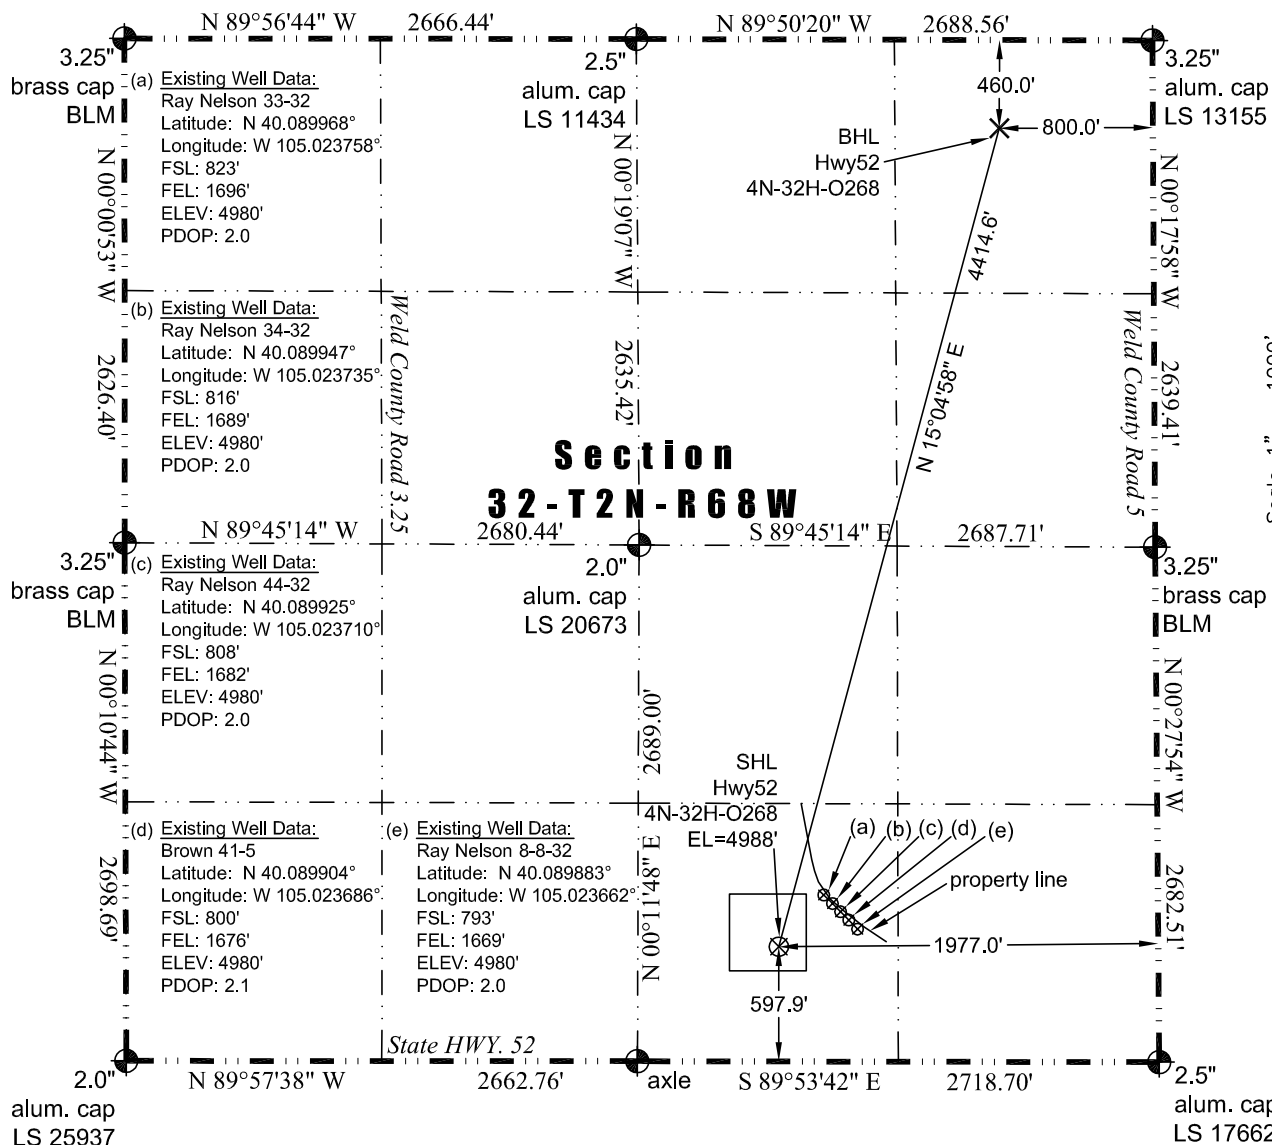 N 89°56'44" W 2666.44' N 89°50'20" W 2688.56'
3.25"
brass cap
BLM
2.5"
alum. cap
LS 11434
3.25"
alum. cap
LS 13155
(a) Existing Well Data:
Ray Nelson 33-32
Latitude: N 40.089968°
Longitude: W 105.023758°
FSL: 823'
FEL: 1696'
ELEV: 4980'
PDOP: 2.0
460.0'
800.0'
BHL
Hwy52
4N-32H-O268
N 00°00'53" W 2626.40'
N 00°19'07" W 2635.42'
N 00°17'58" W 2639.41'
N 15°04'58" E 4414.6'
(b) Existing Well Data:
Ray Nelson 34-32
Latitude: N 40.089947°
Longitude: W 105.023735°
FSL: 816'
FEL: 1689'
ELEV: 4980'
PDOP: 2.0
Weld County Road 3.25
Weld County Road 5
Section
32-T2N-R68W
N 89°45'14" W 2680.44' S 89°45'14" E 2687.71'
3.25"
brass cap
BLM
2.0"
alum. cap
LS 20673
3.25"
brass cap
BLM
(c) Existing Well Data:
Ray Nelson 44-32
Latitude: N 40.089925°
Longitude: W 105.023710°
FSL: 808'
FEL: 1682'
ELEV: 4980'
PDOP: 2.0
N 00°10'44" W 2698.69'
N 00°11'48" E 2689.00'
N 00°27'54" W 2682.51'
SHL
Hwy52
4N-32H-O268
EL=4988'
(a) (b) (c) (d) (e)
property line
1977.0'
597.9'
(d) Existing Well Data:
Brown 41-5
Latitude: N 40.089904°
Longitude: W 105.023686°
FSL: 800'
FEL: 1676'
ELEV: 4980'
PDOP: 2.1
(e) Existing Well Data:
Ray Nelson 8-8-32
Latitude: N 40.089883°
Longitude: W 105.023662°
FSL: 793'
FEL: 1669'
ELEV: 4980'
PDOP: 2.0
State HWY. 52
N 89°57'38" W 2662.76' axle S 89°53'42" E 2718.70'
2.0"
alum. cap
LS 25937
2.5"
alum. cap
LS 17662